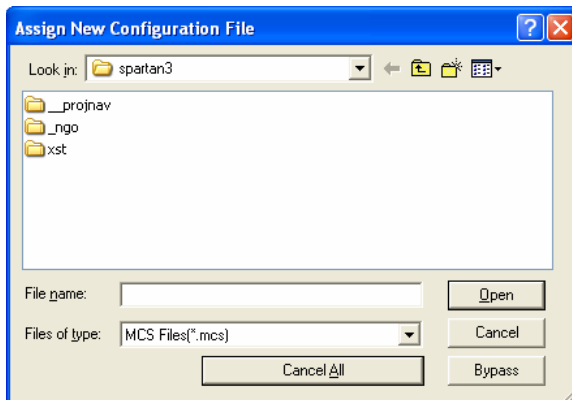 Assign New Configuration File
Look in: spartan3
__projnav
_ngo
xst
File name: Open
Files of type: MCS Files(*.mcs) Cancel
Cancel All Bypass